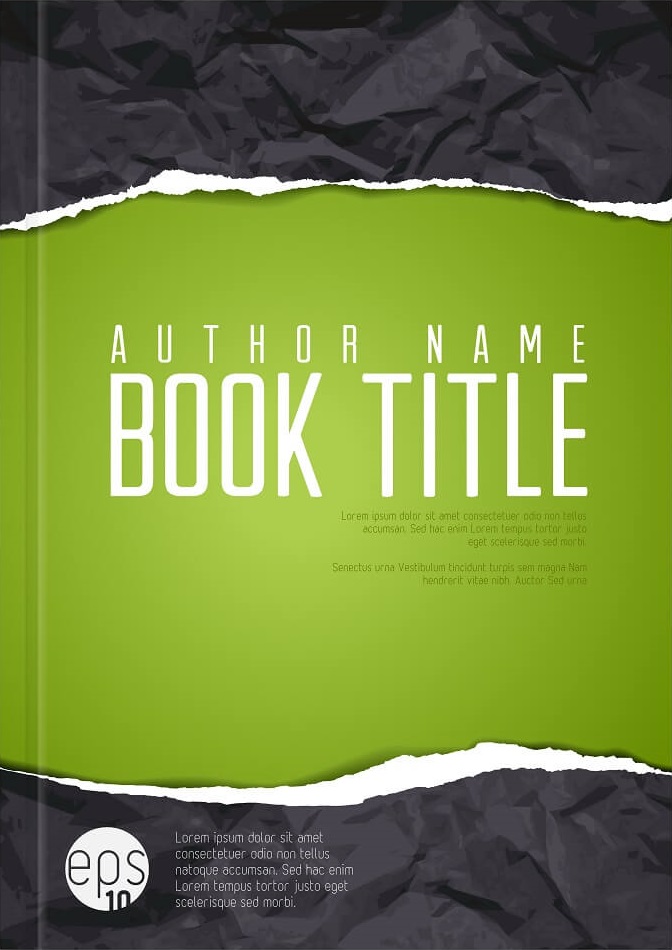 AUTHOR NAME
BOOK TITLE
Lorem ipsum dolor sit amet consectetuer odio non tellus
accumsan. Sed hac enim Lorem tempus tortor justo
eget scelerisque sed morbi.
Senectus urna Vestibulum tincidunt turpis sem magna Nam
hendrerit vitae nibh. Auctor Sed urna
eps
10
Lorem ipsum dolor sit amet
consectetuer odio non tellus
natoque accumsan. Sed hac enim
Lorem tempus tortor justo eget
scelerisque sed morbi.